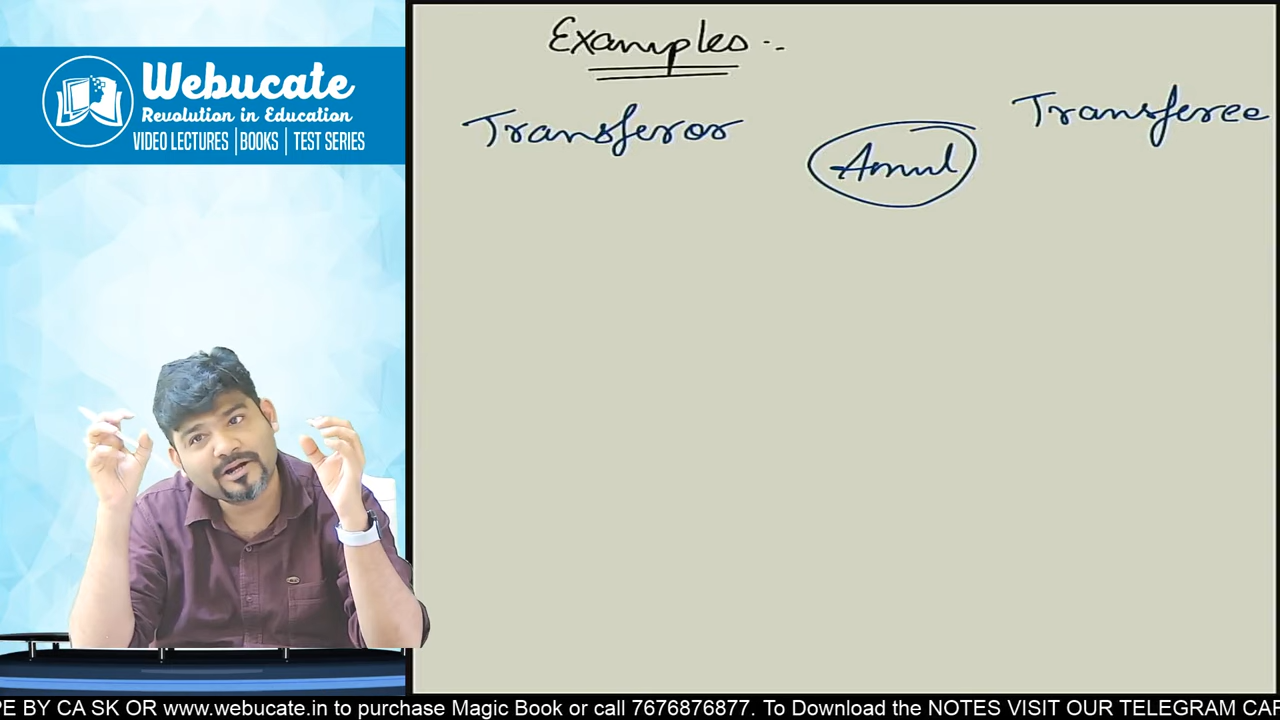 Webucate
Revolution in Education
VIDEO LECTURES | BOOKS | TEST SERIES
Examples :-
Transferor
Transferee
Amul
PE BY CA SK OR www.webucate.in to purchase Magic Book or call 7676876877. To Download the NOTES VISIT OUR TELEGRAM CAF